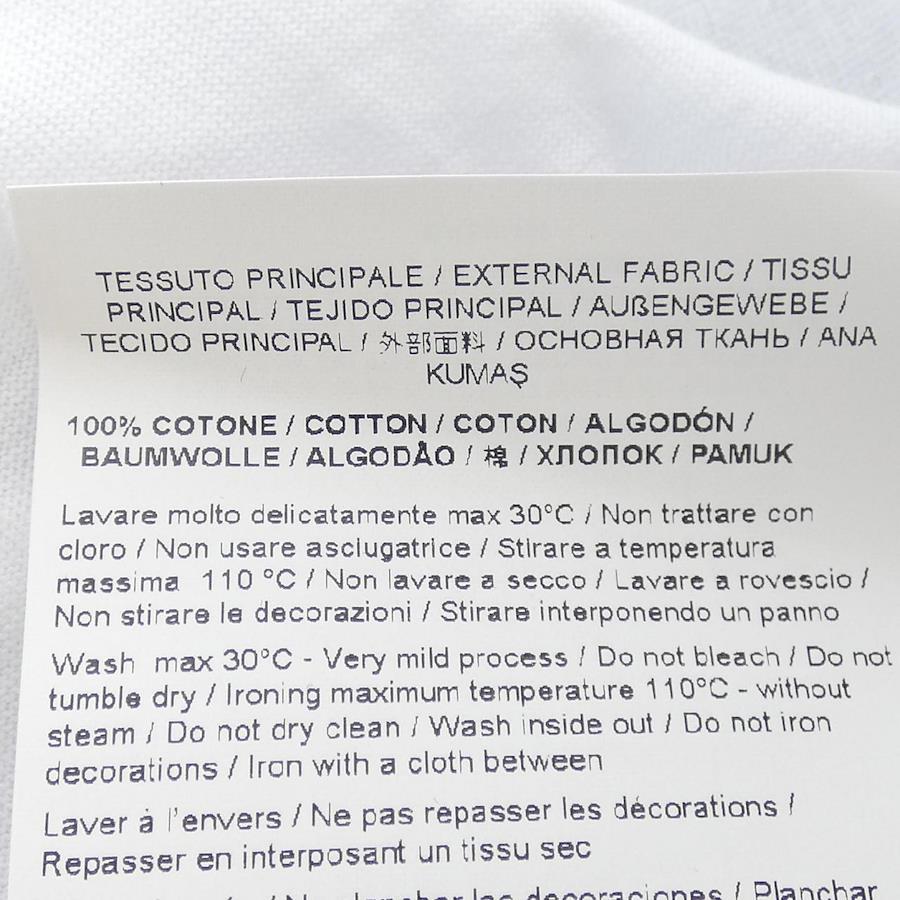 TESSUTO PRINCIPALE / EXTERNAL FABRIC / TISSU
PRINCIPAL / TEJIDO PRINCIPAL / AUßENGEWEBE /
TECIDO PRINCIPAL / 外部面料 / ОСНОВНАЯ ТКАНЬ / ANA
KUMAŞ
100% COTONE / COTTON / COTON / ALGODÓN /
BAUMWOLLE / ALGODÃO / 棉 / ХЛОПОК / PAMUK
Lavare molto delicatamente max 30°C / Non trattare con
cloro / Non usare asciugatrice / Stirare a temperatura
massima 110 °C / Non lavare a secco / Lavare a rovescio /
Non stirare le decorazioni / Stirare interponendo un panno
Wash max 30°C - Very mild process / Do not bleach / Do not
tumble dry / Ironing maximum temperature 110°C - without
steam / Do not dry clean / Wash inside out / Do not iron
decorations / Iron with a cloth between
Laver à l'envers / Ne pas repasser les décorations /
Repasser en interposant un tissu sec
/ No planchar las decoraciones / Planchar